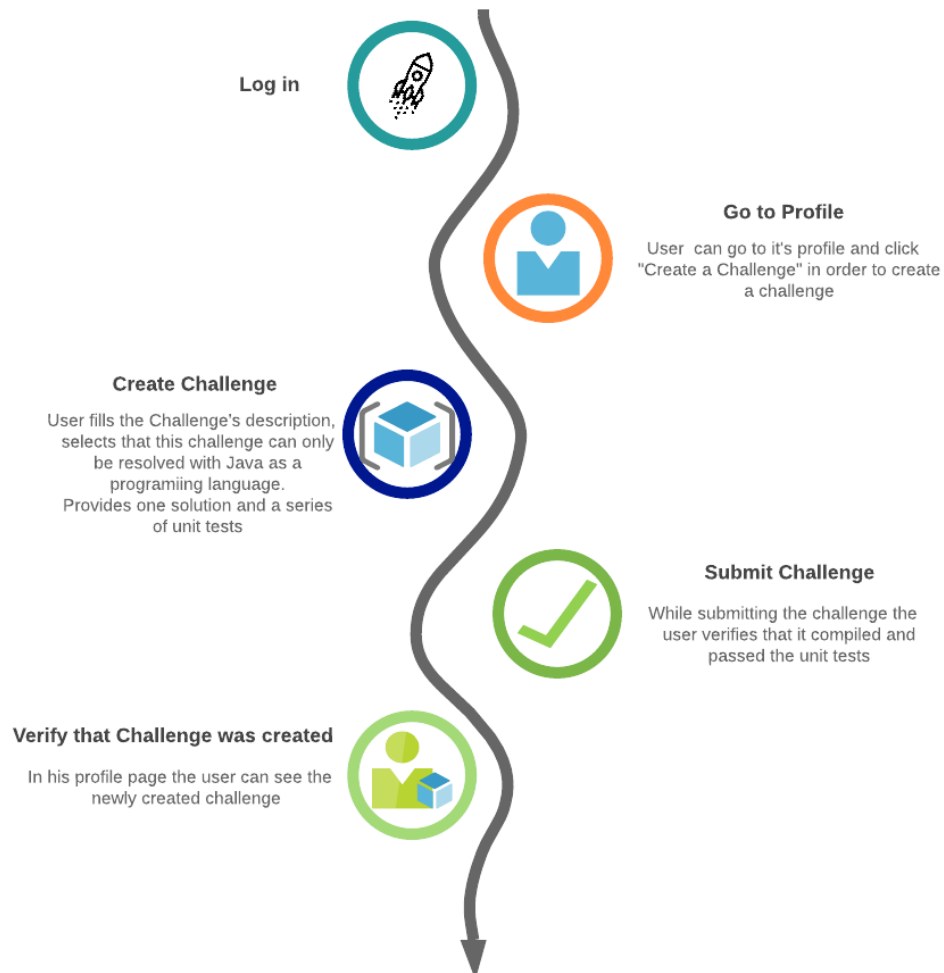 Log in
Go to Profile
User  can go to it's profile and click
"Create a Challenge" in order to create
a challenge
Create Challenge
User fills the Challenge's description,
selects that this challenge can only
be resolved with Java as a
programiing language.
Provides one solution and a series
of unit tests
Submit Challenge
While submitting the challenge the
user verifies that it compiled and
passed the unit tests
Verify that Challenge was created
In his profile page the user can see the
newly created challenge